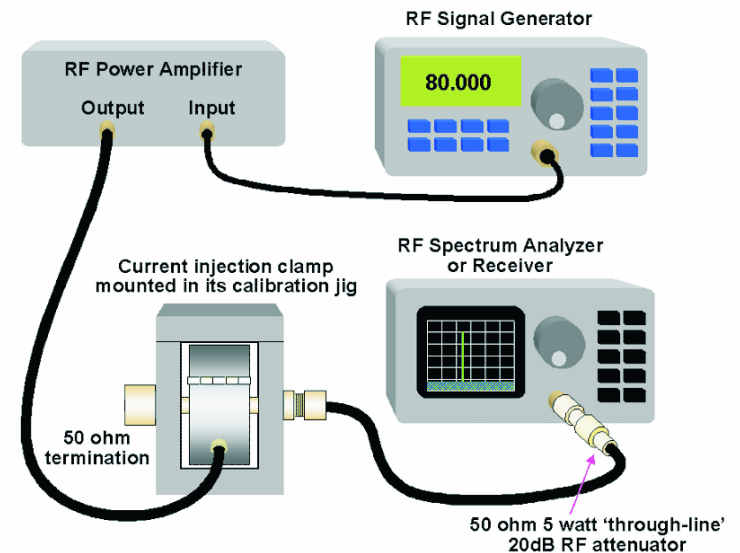 RF Signal Generator
RF Power Amplifier
Output Input
80.000
RF Spectrum Analyzer
or Receiver
Current injection clamp
mounted in its calibration jig
50 ohm
termination
50 ohm 5 watt ‘through-line’
20dB RF attenuator